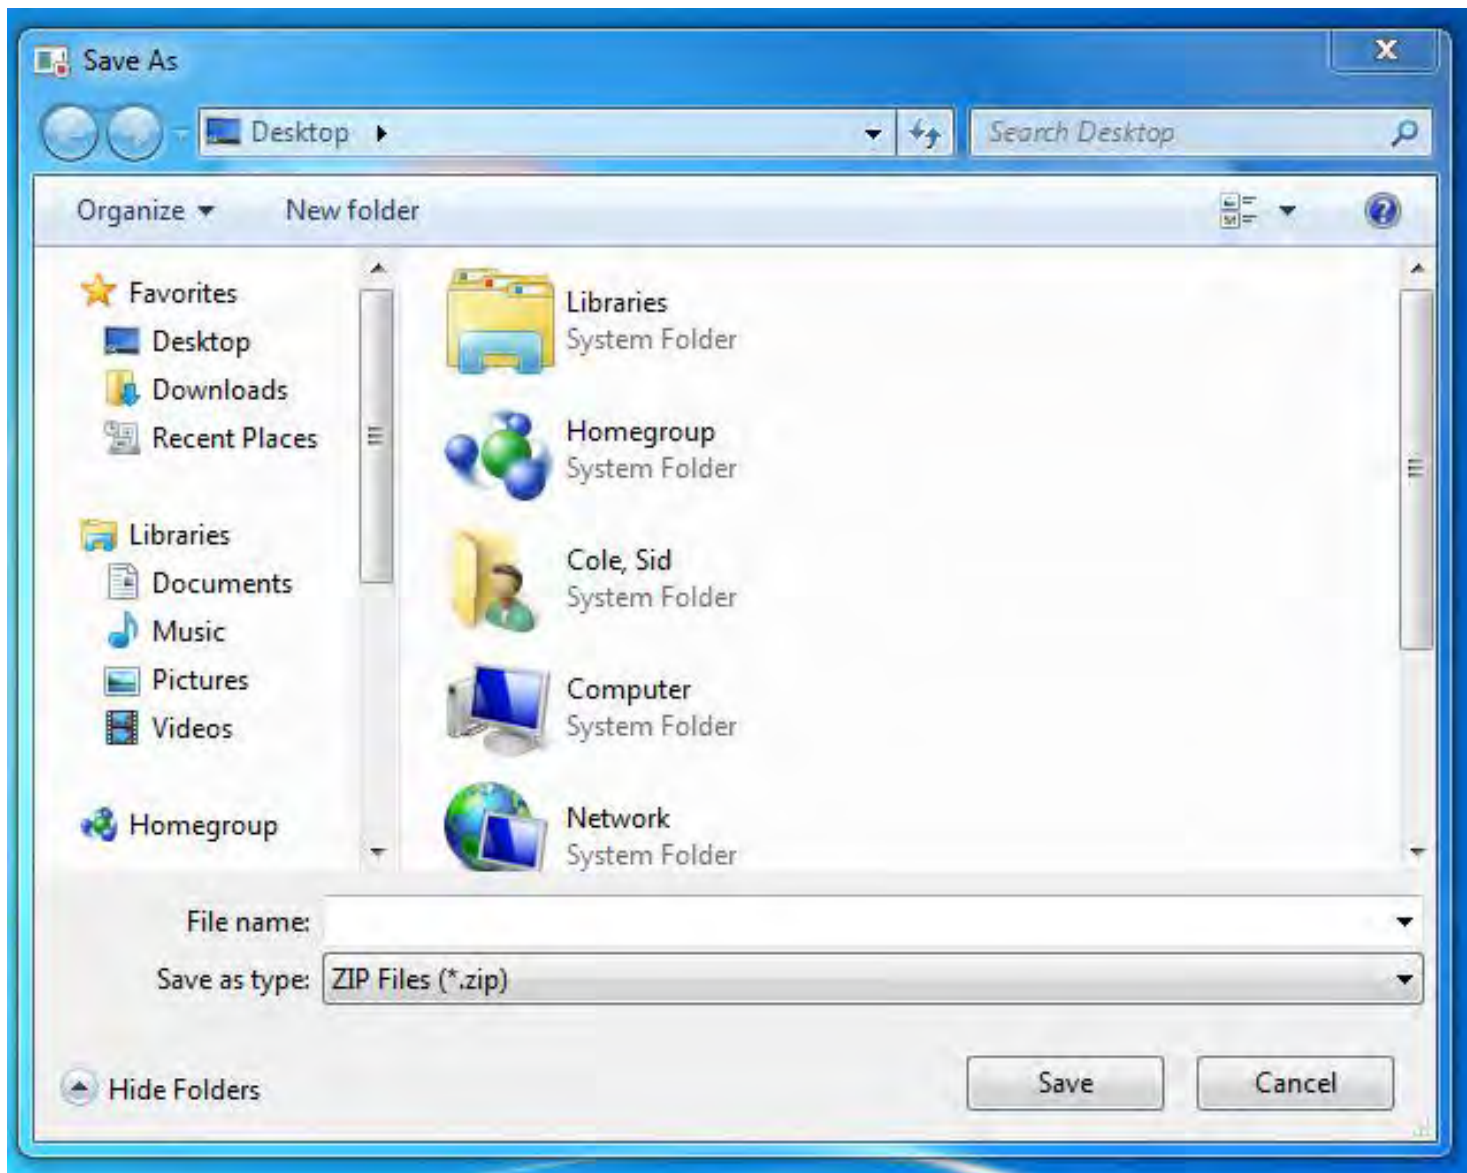 Save As
Desktop
Search Desktop
Organize
New folder
Favorites
Desktop
Downloads
Recent Places
Libraries
Documents
Music
Pictures
Videos
Homegroup
Libraries
System Folder
Homegroup
System Folder
Cole, Sid
System Folder
Computer
System Folder
Network
System Folder
File name:
Save as type: ZIP Files (*.zip)
Hide Folders
Save
Cancel